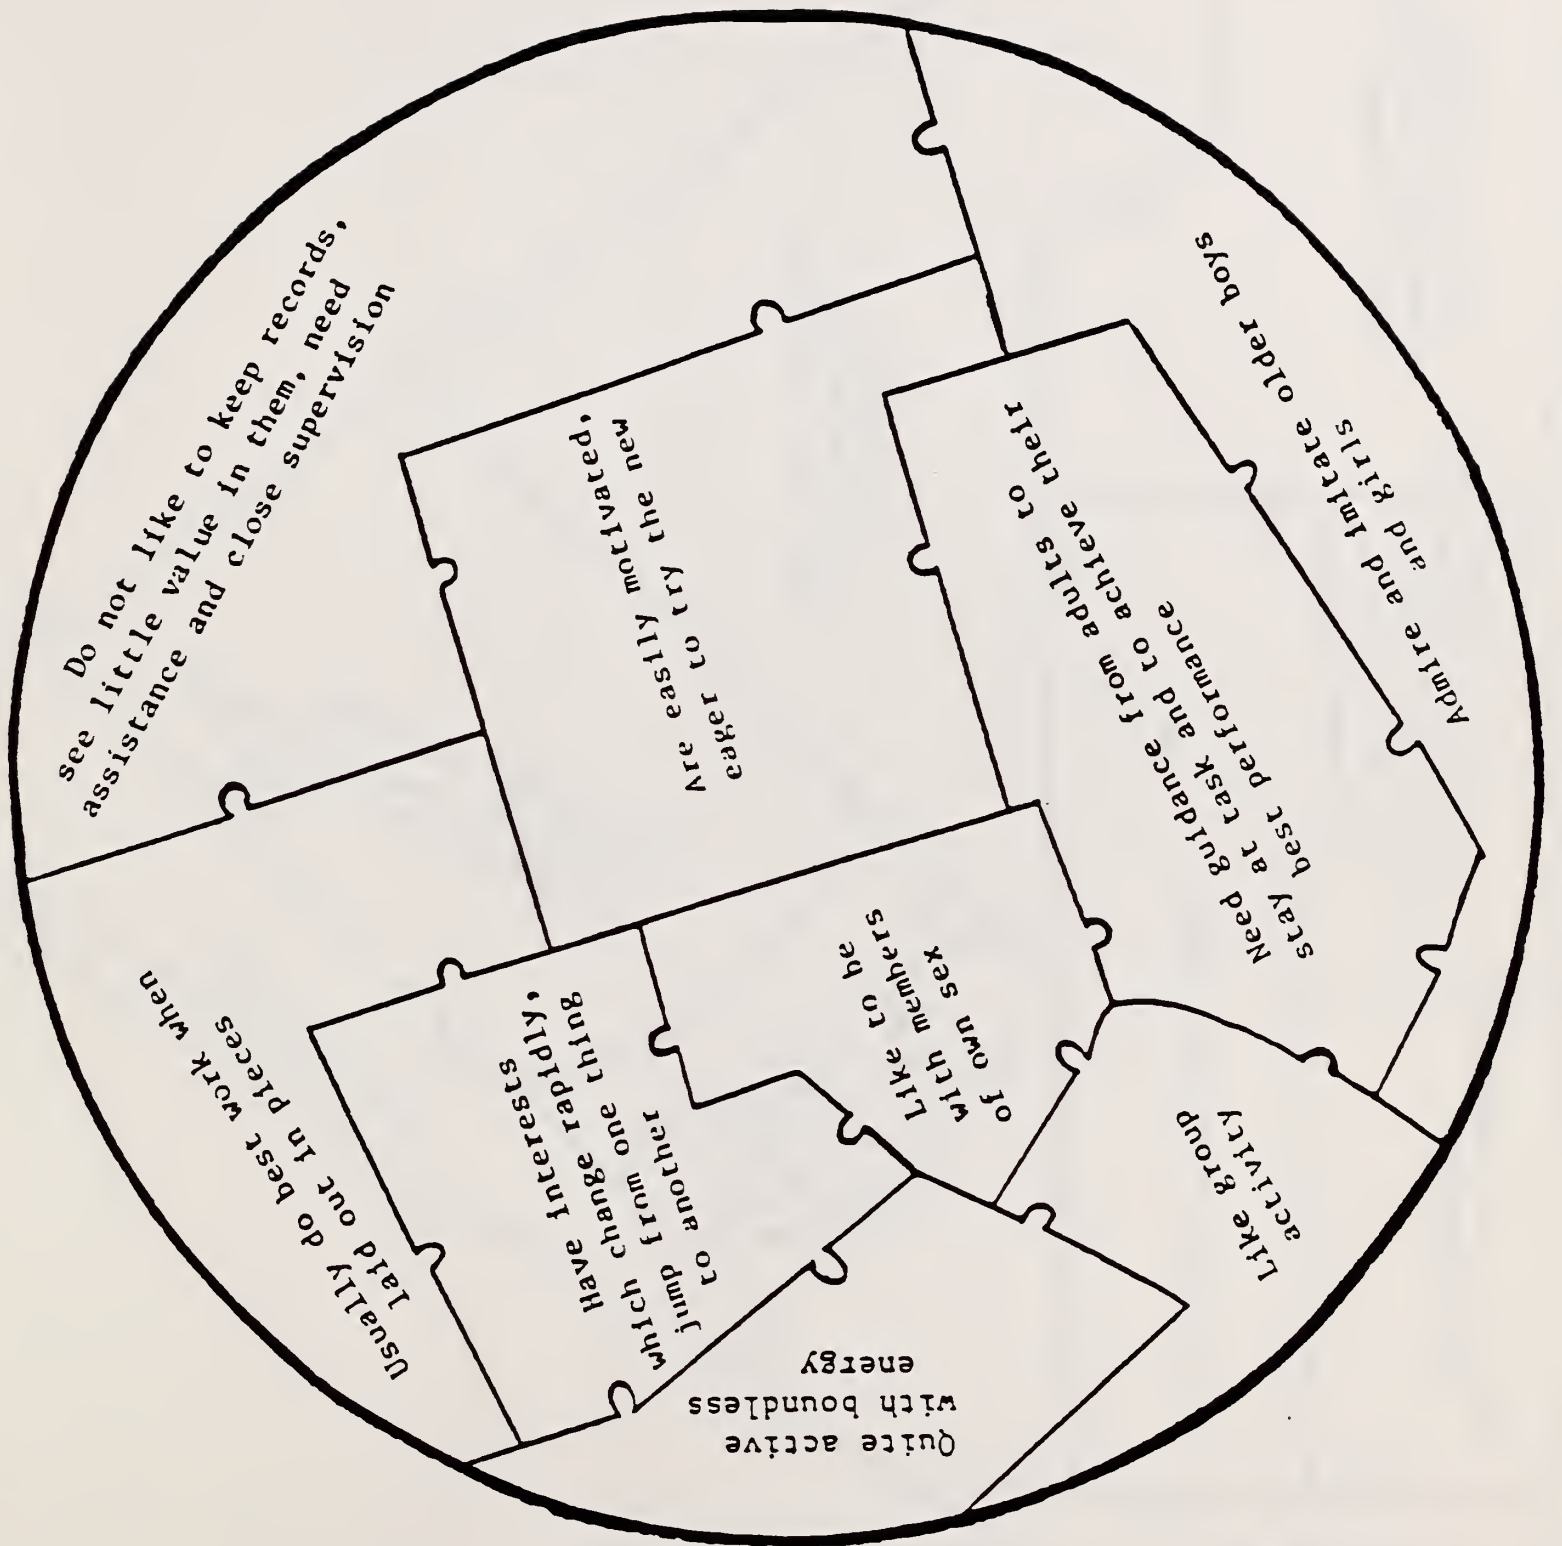 Do not like to keep records,
see little value in them, need
assistance and close supervision
Admire and imitate older boys
and girls
Are easily motivated,
eager to try the new
Need guidance from adults to
stay at task and to achieve their
best performance
Usually do best work when
laid out in pieces
Have interests
which change rapidly,
jump from one thing
to another
Like to be
with members
of own sex
Like group
activity
Quite active
with boundless
energy